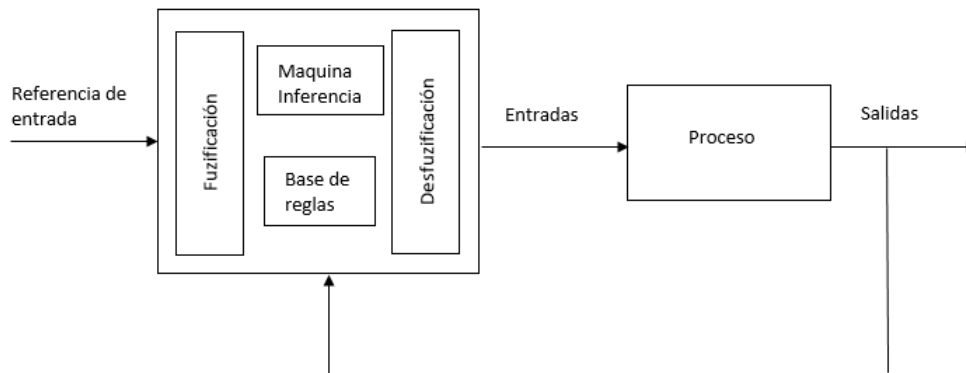 Referencia de
entrada
Fuzificación
Maquina
Inferencia
Base de
reglas
Desfuzificación
Entradas
Proceso
Salidas